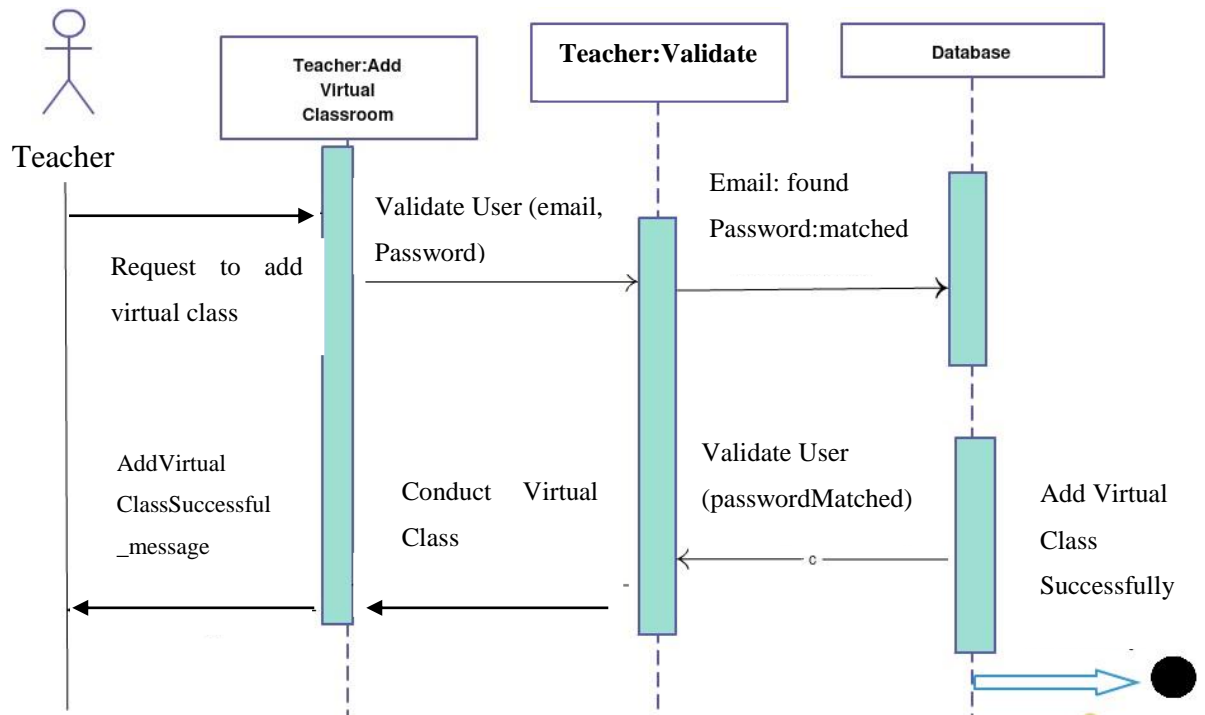 Teacher:Add
Virtual
Classroom
Teacher:Validate
Database
Teacher
Validate User (email,
Password)
Email: found
Password:matched
Request to add
virtual class
AddVirtual
ClassSuccessful
_message
Conduct Virtual
Class
Validate User
(passwordMatched)
c
Add Virtual
Class
Successfully